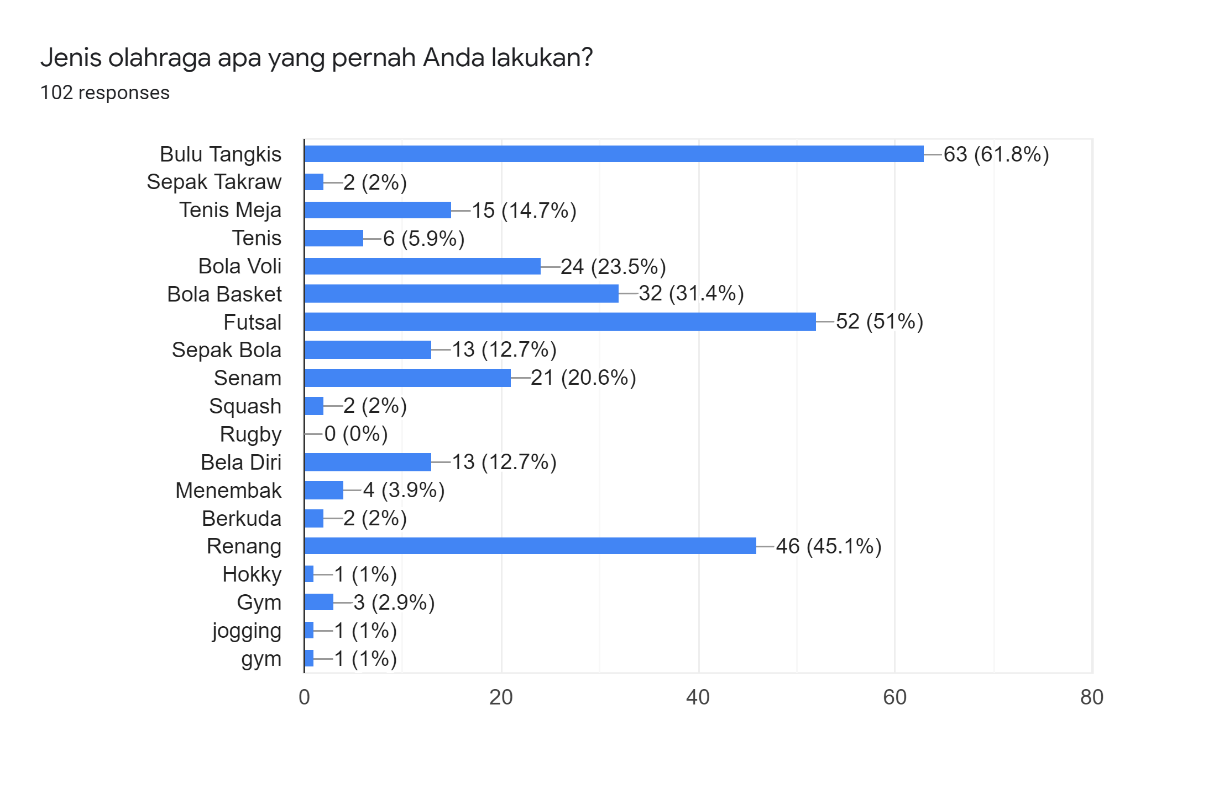 Jenis olahraga apa yang pernah Anda lakukan?
102 responses
Bulu Tangkis 63 (61.8%)
Sepak Takraw 2 (2%)
Tenis Meja 15 (14.7%)
Tenis 6 (5.9%)
Bola Voli 24 (23.5%)
Bola Basket 32 (31.4%)
Futsal 52 (51%)
Sepak Bola 13 (12.7%)
Senam 21 (20.6%)
Squash 2 (2%)
Rugby 0 (0%)
Bela Diri 13 (12.7%)
Menembak 4 (3.9%)
Berkuda 2 (2%)
Renang 46 (45.1%)
Hokky 1 (1%)
Gym 3 (2.9%)
jogging 1 (1%)
gym 1 (1%)
0 20 40 60 80